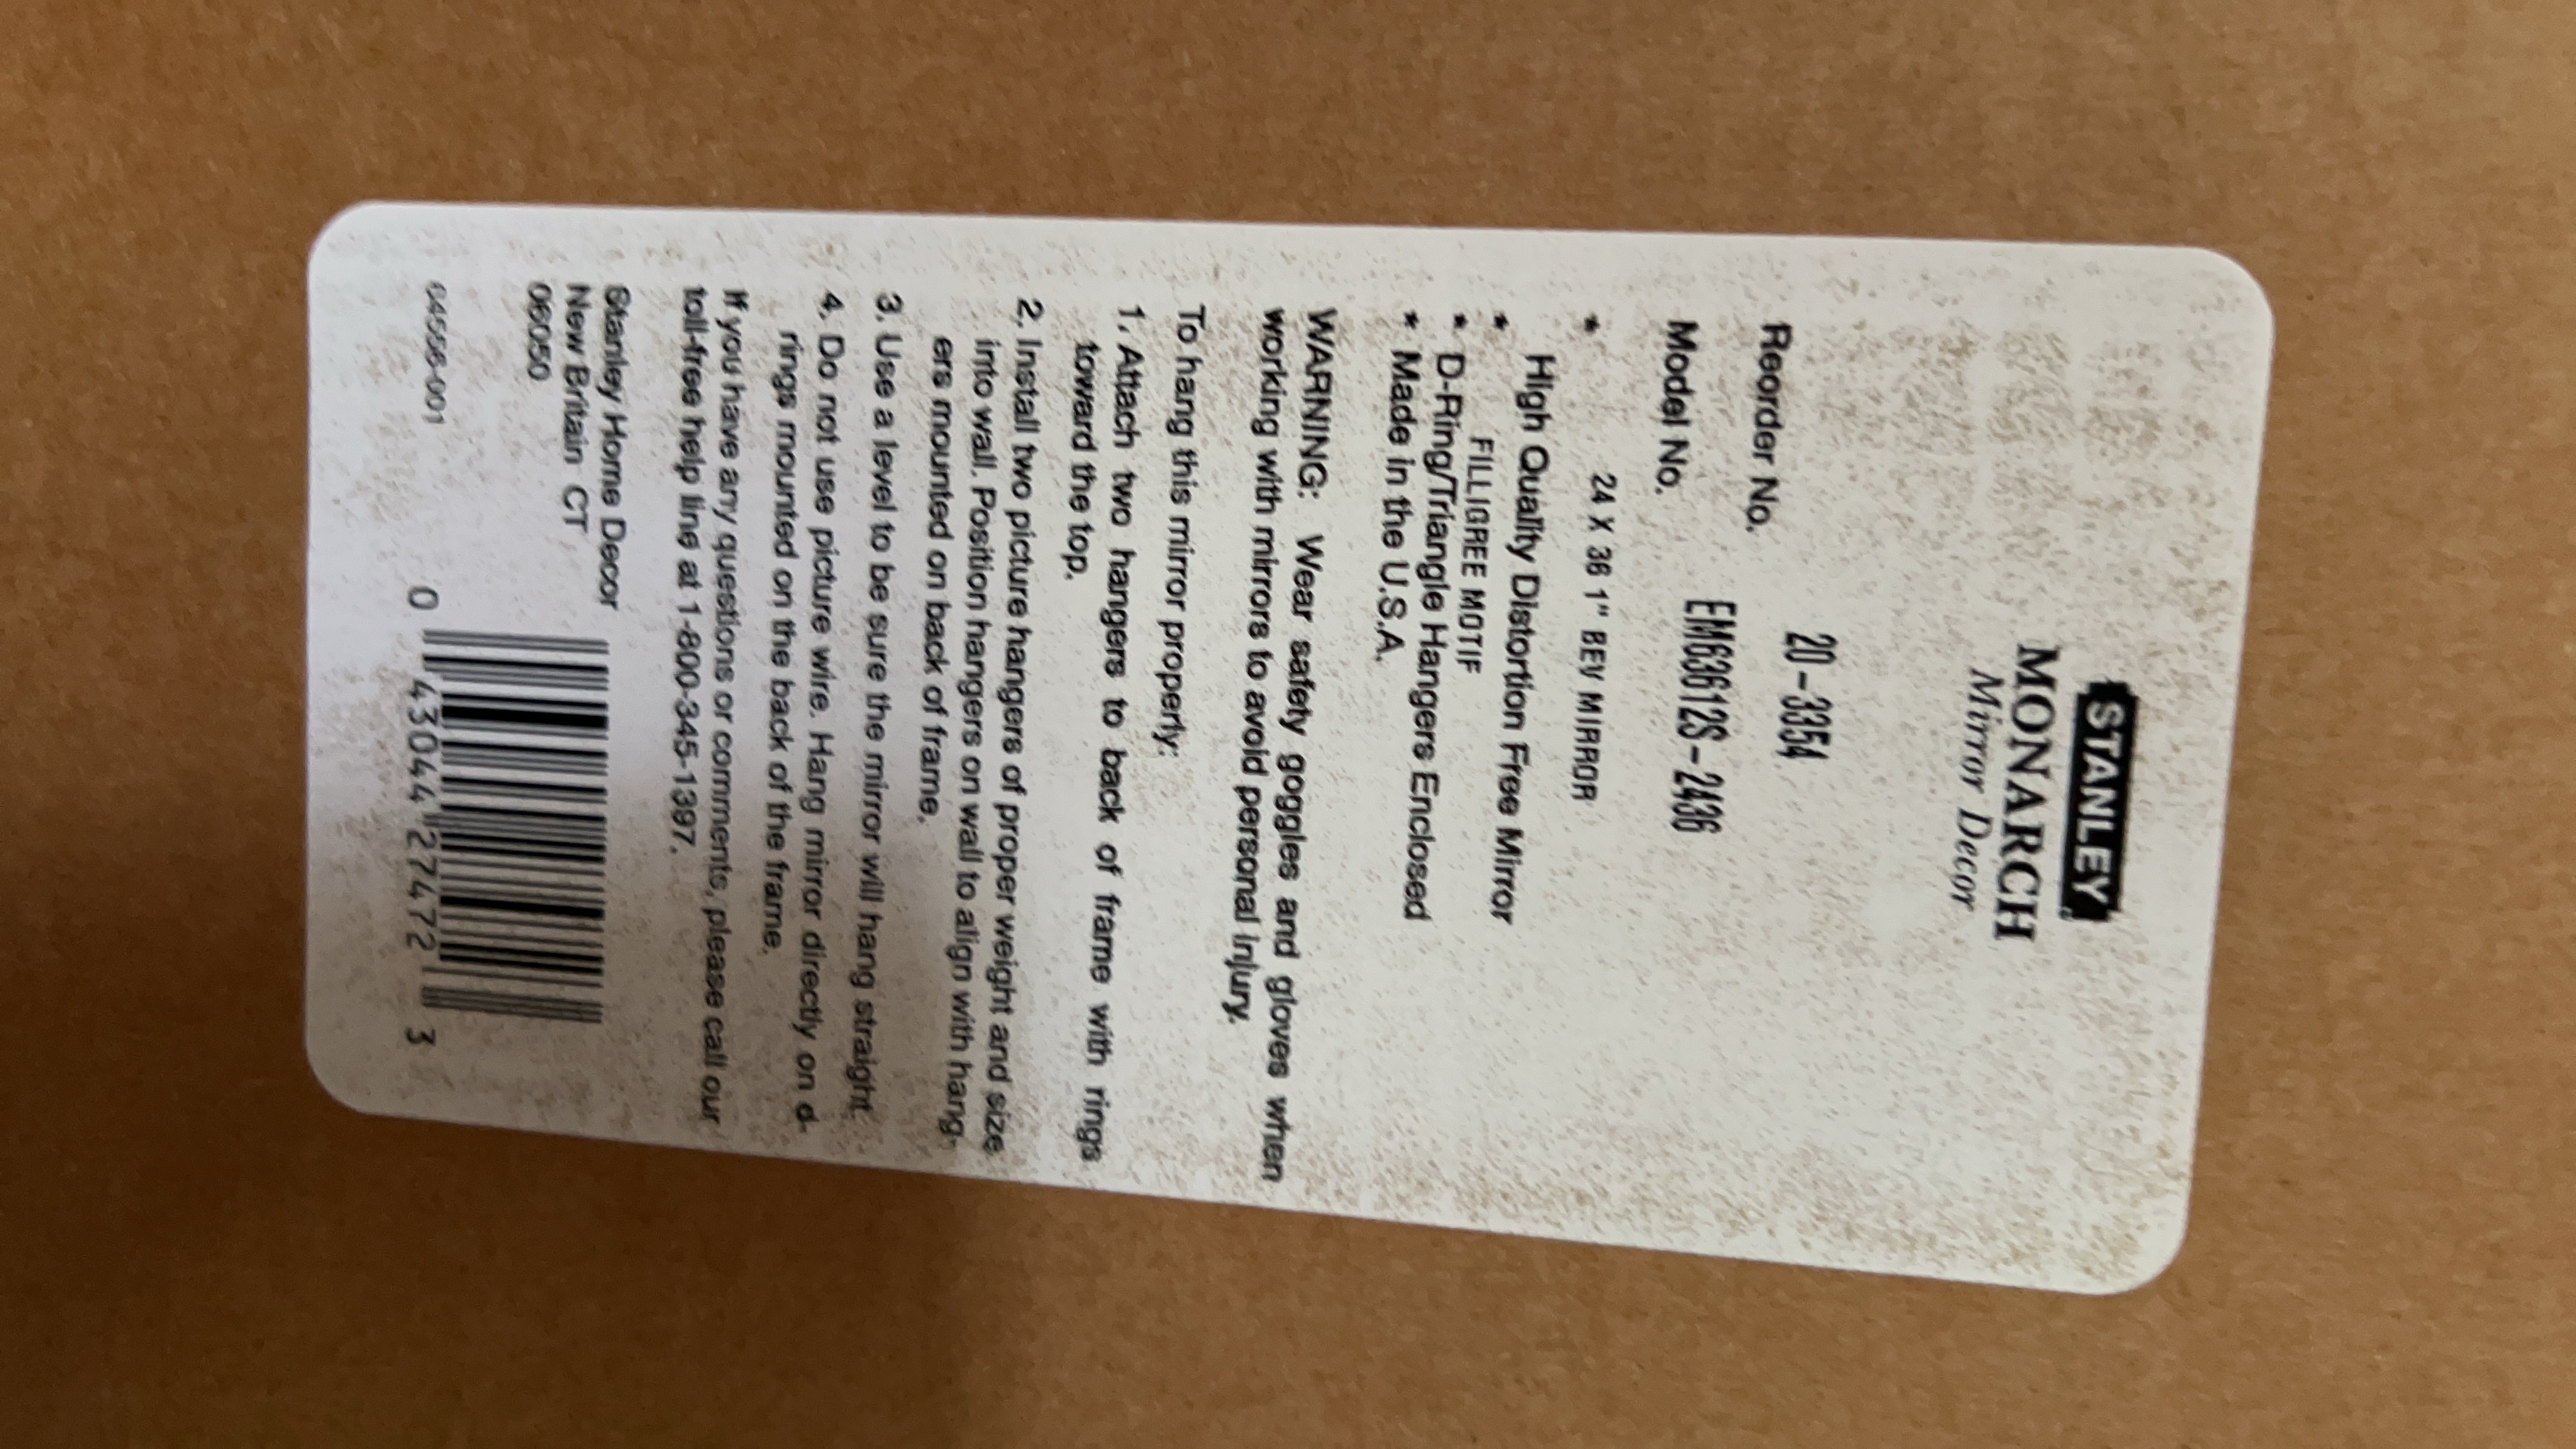 STANLEY
MONARCH
Mirror Decor
Reorder No. 20-3354
Model No. EM63612S-2436
* 24 X 36 1" BEV MIRROR
High Quality Distortion Free Mirror
* FILLIGREE MOTIF
* D-Ring/Triangle Hangers Enclosed
* Made in the U.S.A.
WARNING: Wear safety goggles and gloves when
working with mirrors to avoid personal injury.
To hang this mirror properly:
1. Attach two hangers to back of frame with rings
toward the top.
2. Install two picture hangers of proper weight and size
into wall. Position hangers on wall to align with hang-
ers mounted on back of frame.
3. Use a level to be sure the mirror will hang straight.
4. Do not use picture wire. Hang mirror directly on d-
rings mounted on the back of the frame.
If you have any questions or comments, please call our
toll-free help line at 1-800-345-1397.
Stanley Home Decor
New Britain CT
06050
0 43044 27472 3